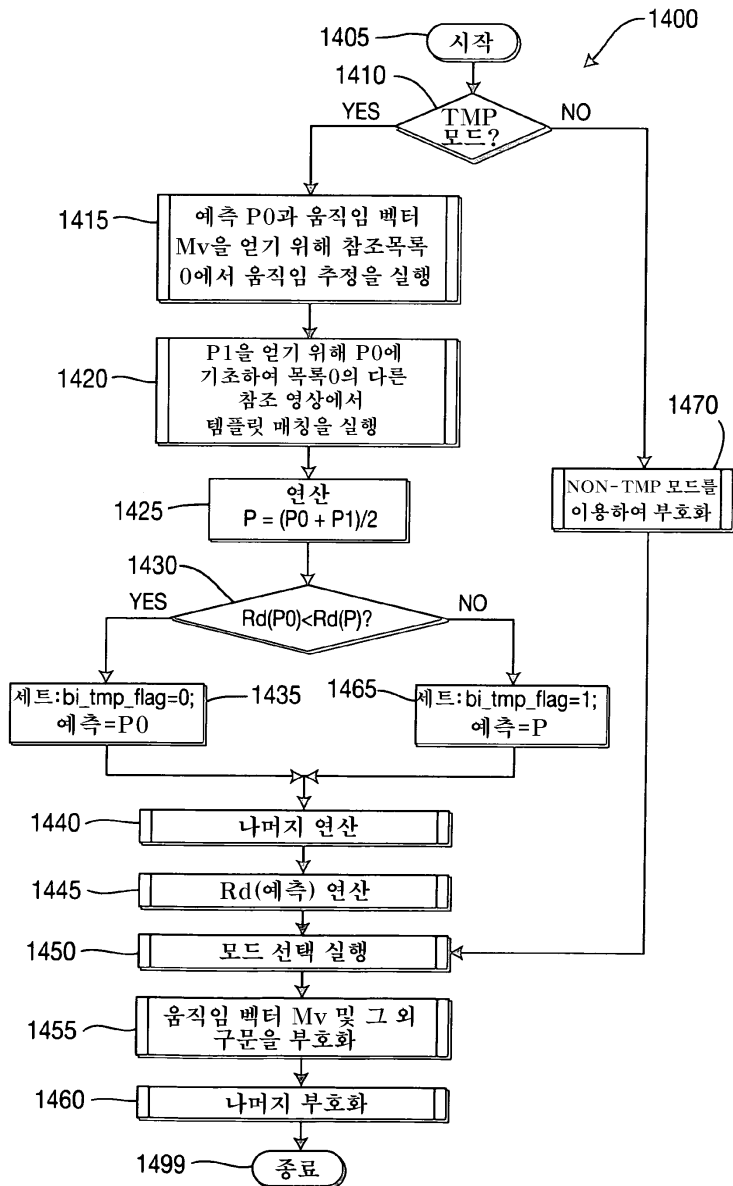 1405
시작
1400
1410
YES
TMP
모드?
NO
1415
예측 P0과 움직임 벡터
Mv을 얻기 위해 참조목록
0에서 움직임 추정을 실행
1420
P1을 얻기 위해 P0에
기초하여 목록0의 다른
참조 영상에서
템플릿 매칭을 실행
1470
NON-TMP 모드를
이용하여 부호화
1425
연산
P = (P0 + P1)/2
1430
YES
Rd(P0)<Rd(P)?
NO
세트:bi_tmp_flag=0;
예측=P0
1435
1465
세트:bi_tmp_flag=1;
예측=P
1440
나머지 연산
1445
Rd(예측) 연산
1450
모드 선택 실행
1455
움직임 벡터 Mv 및 그 외
구문을 부호화
1460
나머지 부호화
1499
종료